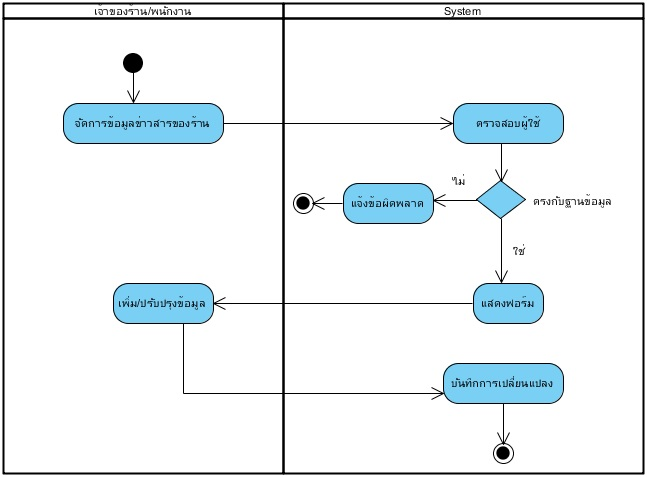 เจ้าของร้าน/พนักงาน
System
จัดการข้อมูลข่าวสารของร้าน
ตรวจสอบผู้ใช้
ไม่
แจ้งข้อผิดพลาด
ตรงกับฐานข้อมูล
ใช่
เพิ่ม/ปรับปรุงข้อมูล
แสดงฟอร์ม
บันทึกการเปลี่ยนแปลง